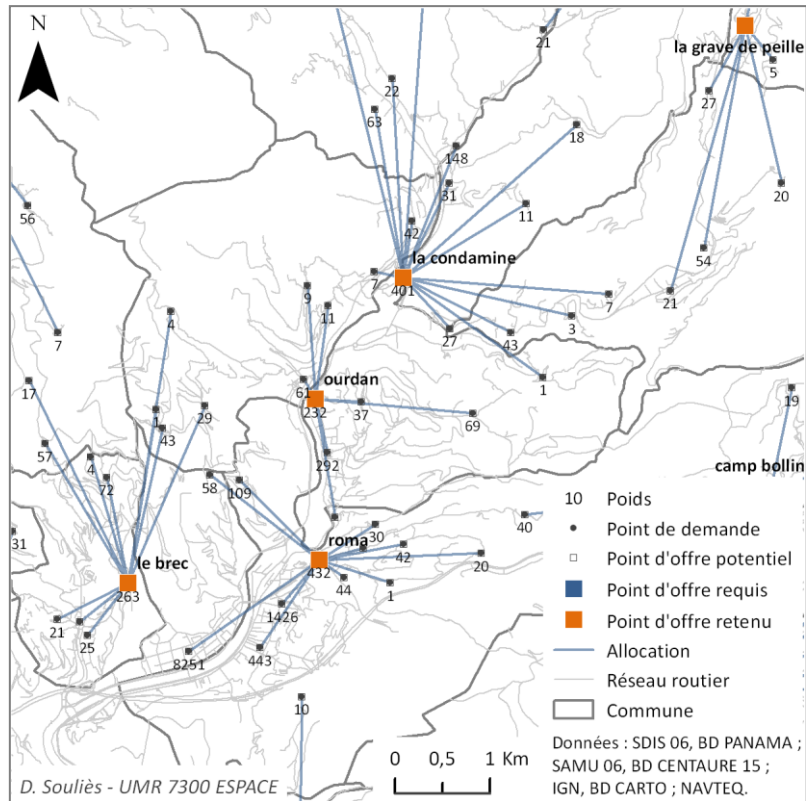 N
21
la grave de peille
5
22
27
63
18
148
31
20
56
11
42
54
la condamine
7
401
9
21
7
11
4
3
27
43
7
ourdan
61
1
17
232
37
19
29
1
69
43
57
292
4
camp bollin
72
58
109
40
31
30
roma
42
20
le brec
432
44
1
263
1426
21
25
8251
443
10
10 Poids
Point de demande
Point d'offre potentiel
Point d'offre requis
Point d'offre retenu
Allocation
Réseau routier
Commune
Données : SDIS 06, BD PANAMA ;
SAMU 06, BD CENTAURE 15 ;
IGN, BD CARTO ; NAVTEQ.
0 0,5 1 Km
D. Souliès - UMR 7300 ESPACE